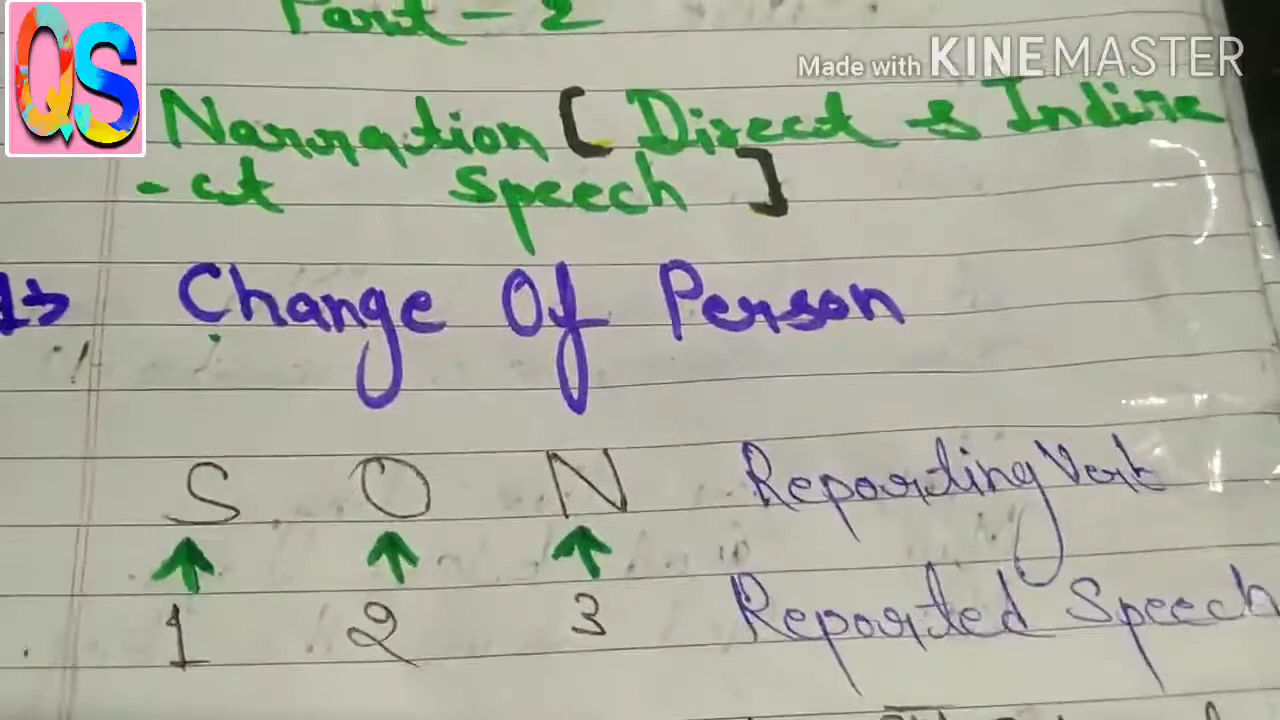 QS
Part - 2
Made with KINEMASTER
Narration [ Direct & Indire
-ct Speech ]
1→ Change Of Person
S O N Reporting Verb
↑ ↑ ↑
1 2 3 Reported Speech